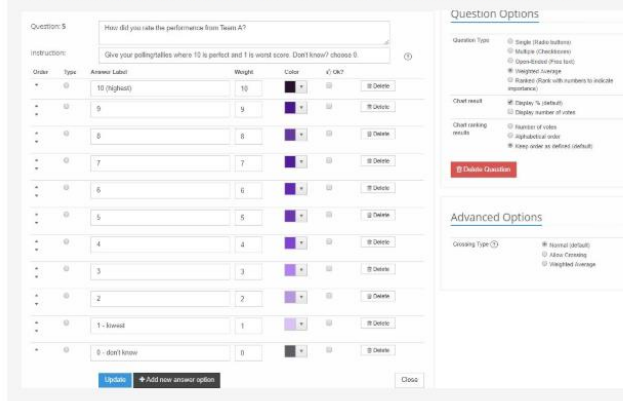 Question: 5
How did you rate the performance from Team A?
Instruction:
Give your polling/tallies where 10 is perfect and 1 is worst score. Don't know? choose 0
Order Type Answer Label Weight Color Ok?
10 (highest) 10 Delete
9 9 Delete
8 8 Delete
7 7 Delete
6 6 Delete
5 5 Delete
4 4 Delete
3 3 Delete
2 2 Delete
1 - lowest 1 Delete
0 - don't know 0 Delete
Update + Add new answer option Close
Question Options
Question Type
Single (Radio buttons)
Multiple (Checkboxes)
Open-Ended (Free text)
Weighted Average
Ranked (Rank with numbers to indicate
importance)
Chart result
Display % (default)
Display number of votes
Chart ranking
results
Number of votes
Alphabetical order
Keep order as defined (default)
Delete Question
Advanced Options
Crossing Type
Normal (default)
Allow Crossing
Weighted Average